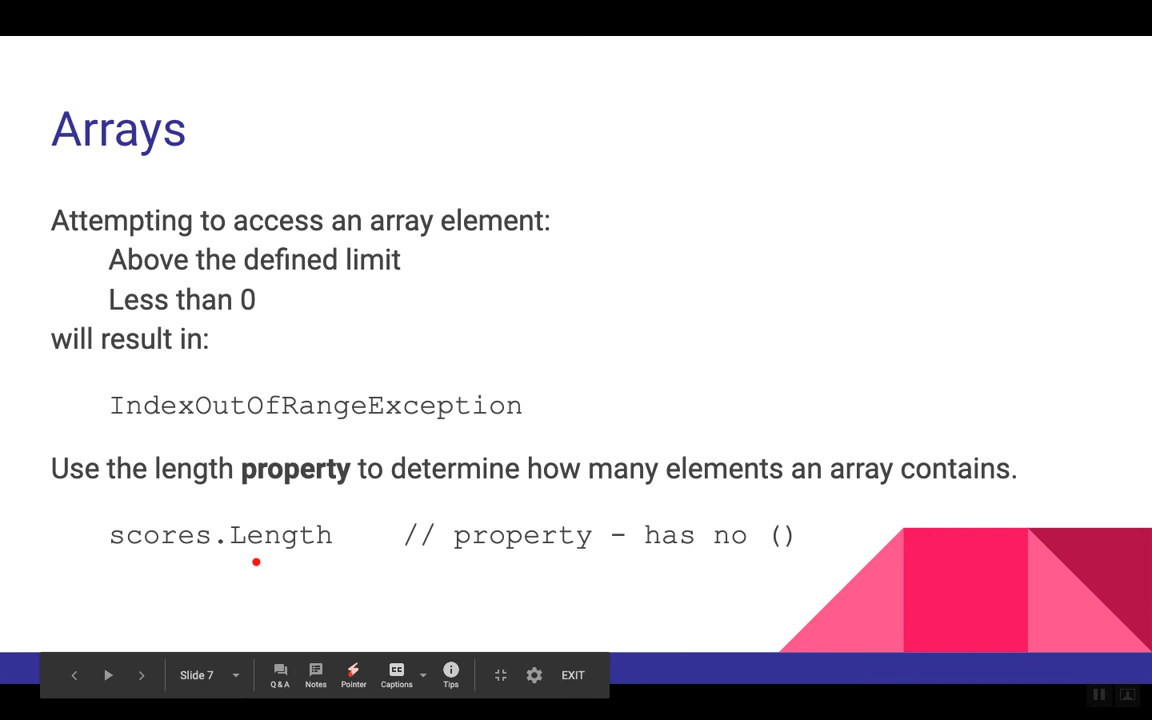 Arrays
Attempting to access an array element:
Above the defined limit
Less than 0
will result in:
IndexOutOfRangeException
Use the length property to determine how many elements an array contains.
scores.Length // property - has no ()
Slide 7 Q&A Notes Pointer CC Captions Tips EXIT